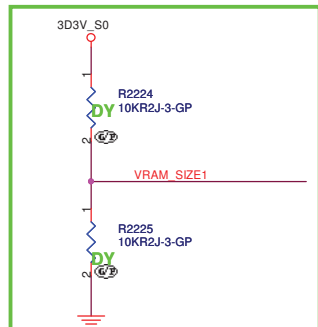 3D3V_S0
1
R2224
10KR2J-3-GP
DY
2
G/P
VRAM_SIZE1
1
R2225
10KR2J-3-GP
DY
2
G/P